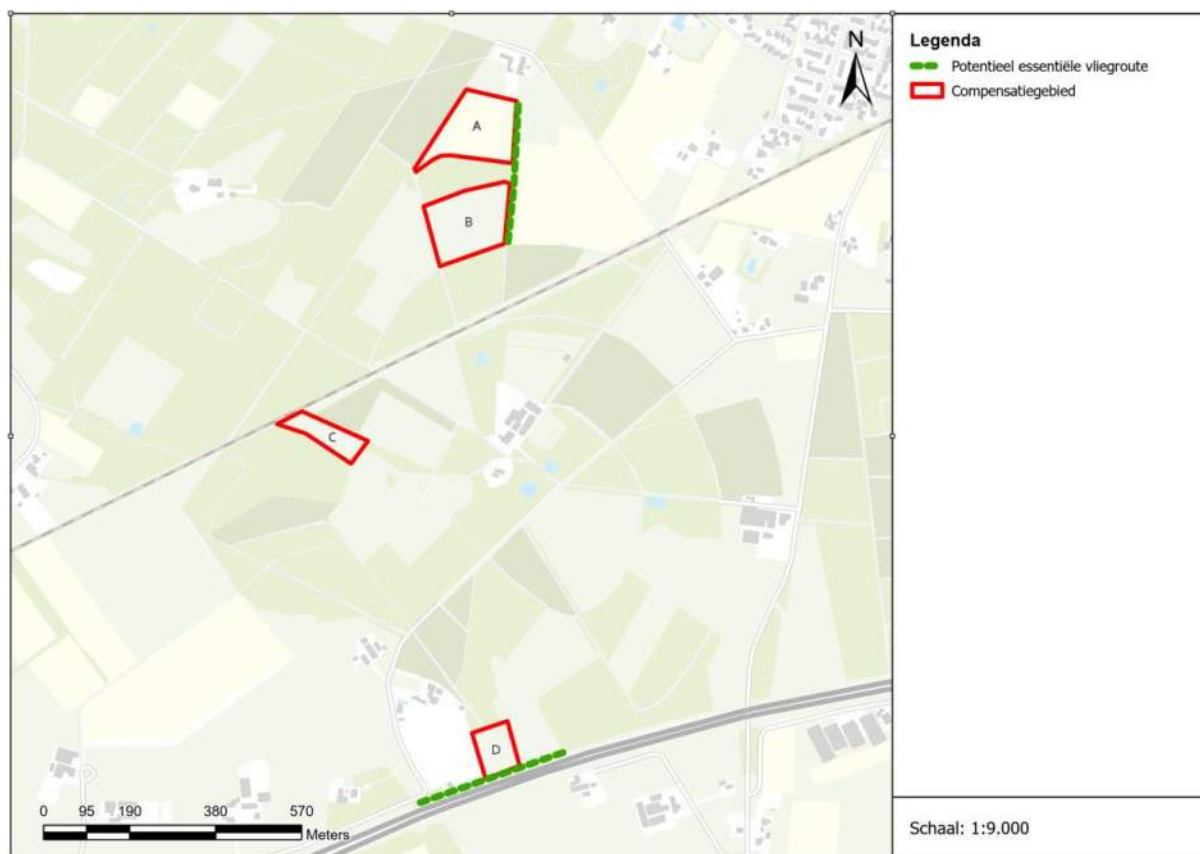 Legenda
Potentieel essentiële vliegroute
Compensatiegebied
N
A
B
C
D
0 95 190 380 570
Meters
Schaal: 1:9.000